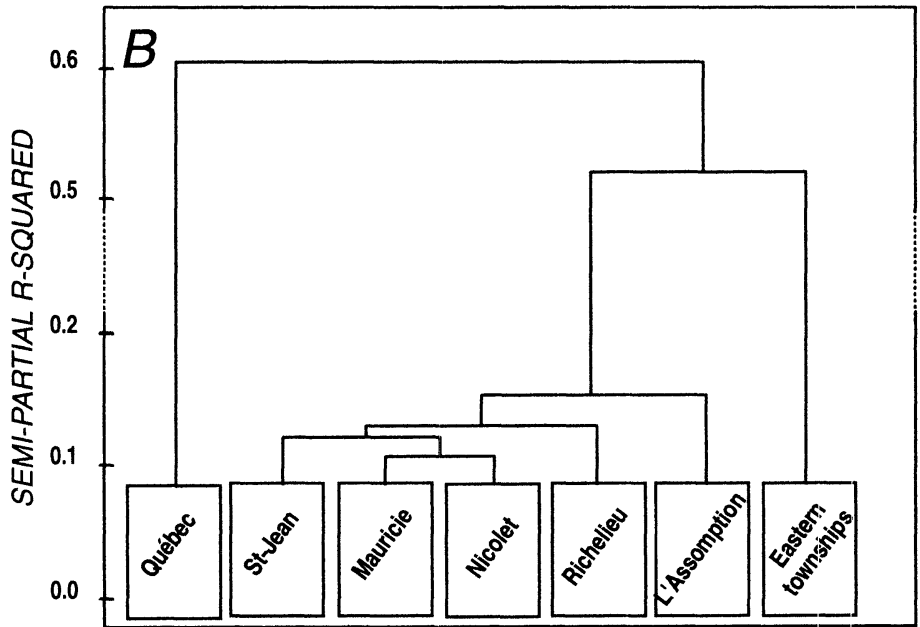 B
SEMI-PARTIAL R-SQUARED
0.6
0.5
0.2
0.1
0.0
Québec
St-Jean
Mauricie
Nicolet
Richelieu
L'Assomption
Eastern
townships